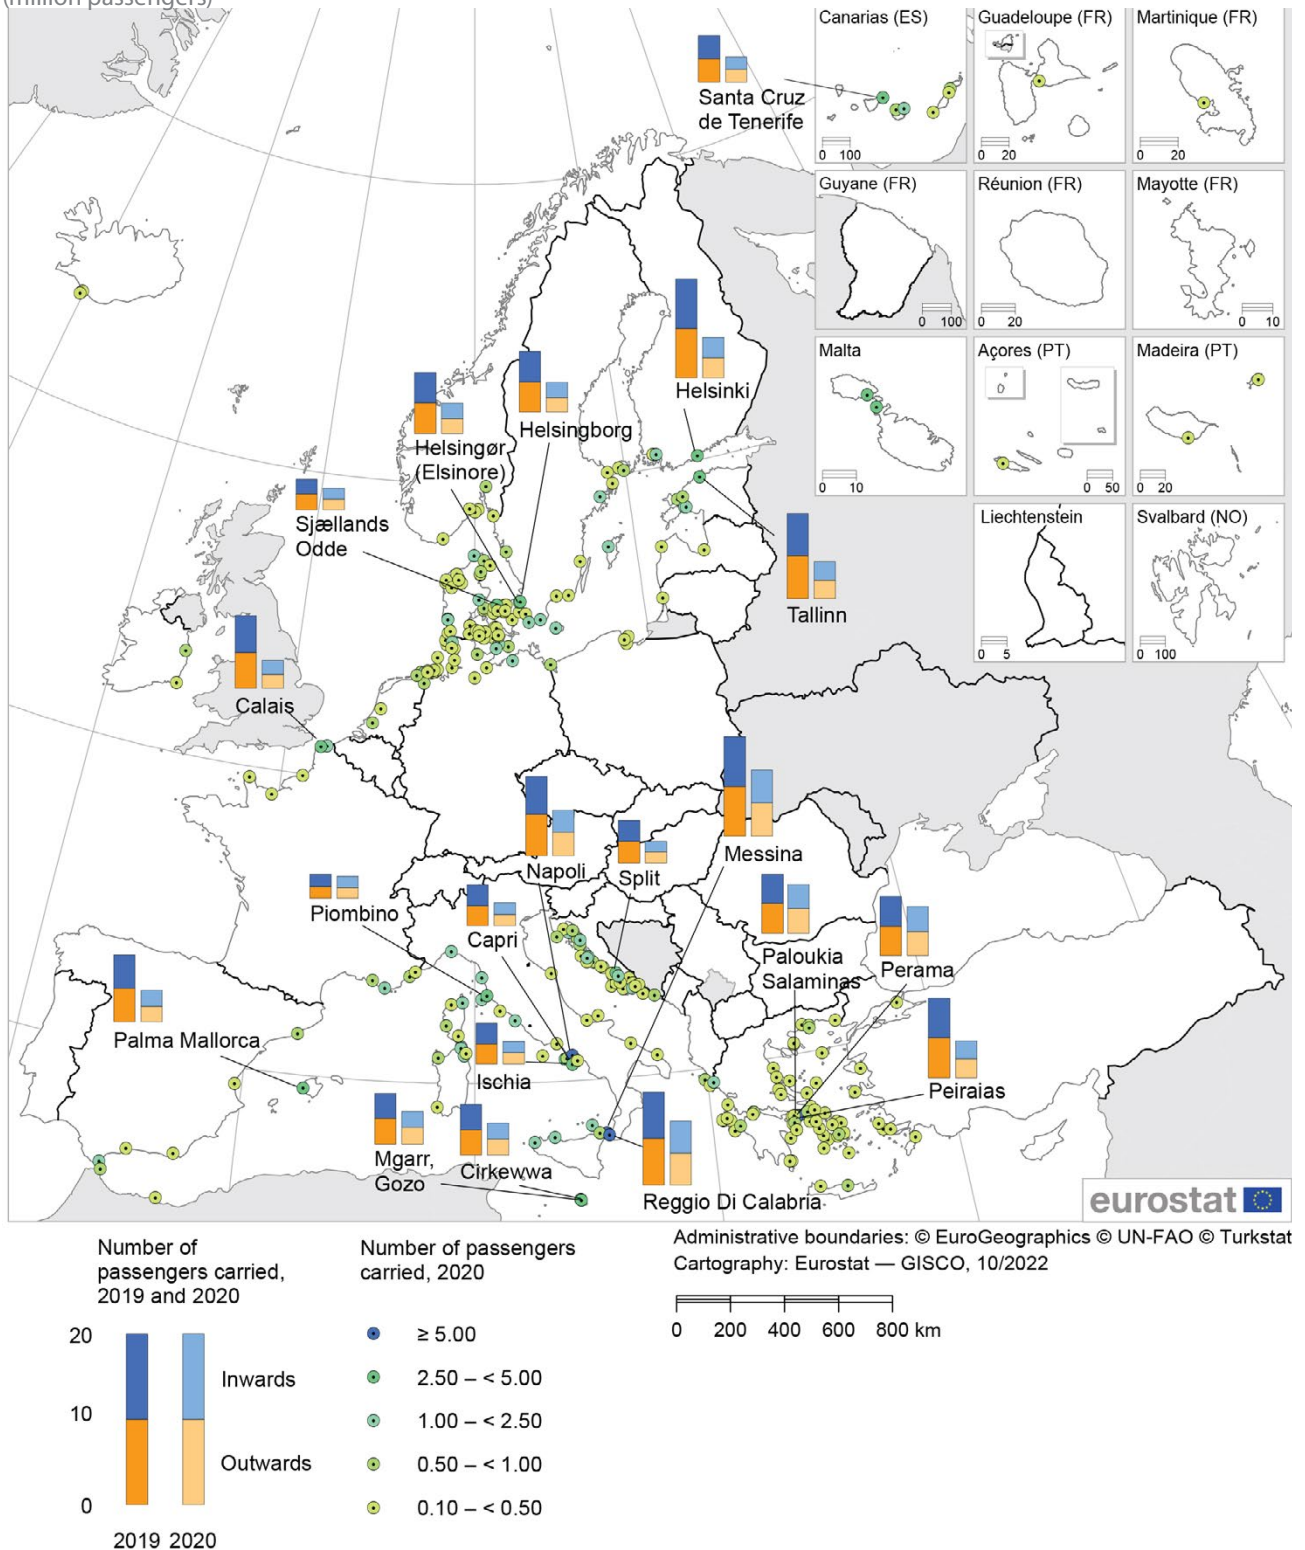 (million passengers)
Canarias (ES)
0 100
Guadeloupe (FR)
0 20
Martinique (FR)
0 20
Guyane (FR)
0 100
Réunion (FR)
0 20
Mayotte (FR)
0 10
Malta
0 10
Açores (PT)
0 50
Madeira (PT)
0 20
Liechtenstein
0 5
Svalbard (NO)
0 100
Santa Cruz
de Tenerife
Helsinki
Helsingborg
Helsingør
(Elsinore)
Sjællands
Odde
Tallinn
Calais
Messina
Napoli
Split
Piombino
Capri
Paloukia
Salaminas
Perama
Palma Mallorca
Ischia
Peiraias
Mgarr,
Gozo
Cirkewwa
Reggio Di Calabria
eurostat
Administrative boundaries: © EuroGeographics © UN-FAO © Turkstat
Cartography: Eurostat — GISCO, 10/2022
0 200 400 600 800 km
Number of
passengers carried,
2019 and 2020
20
10
0
Inwards
Outwards
2019 2020
Number of passengers
carried, 2020
≥ 5.00
2.50 – < 5.00
1.00 – < 2.50
0.50 – < 1.00
0.10 – < 0.50